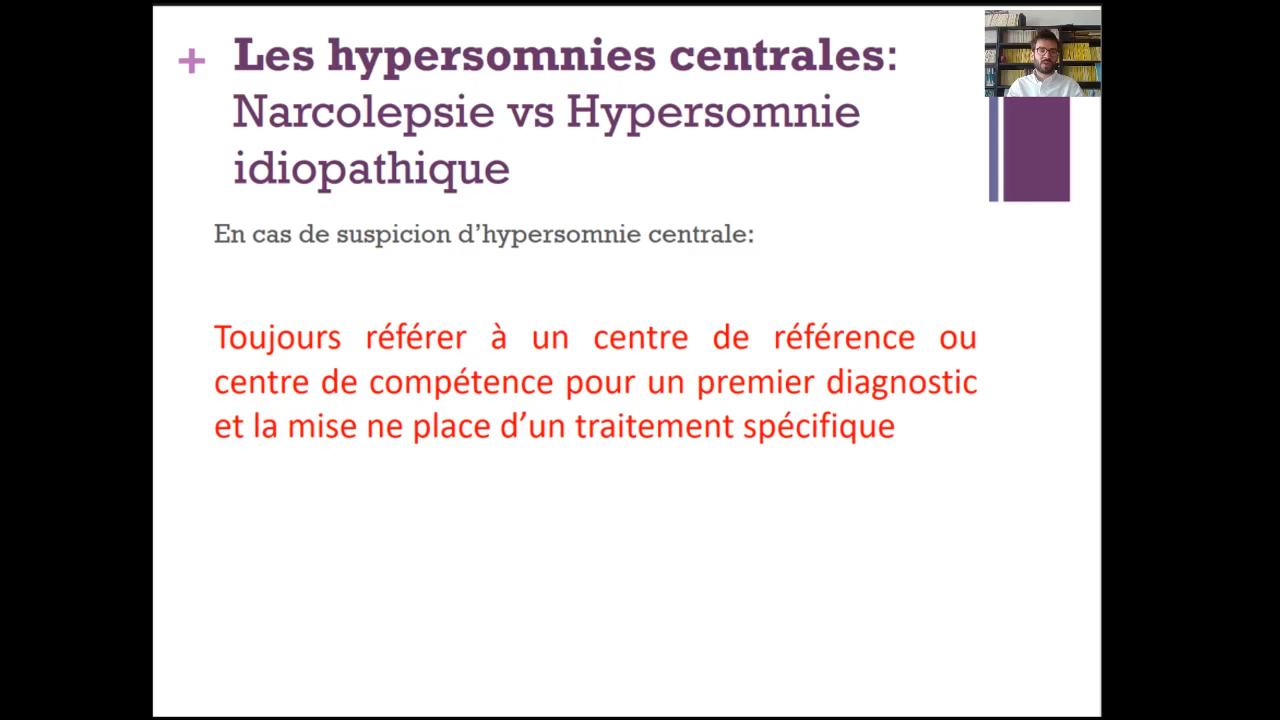 + Les hypersomnies centrales:
Narcolepsie vs Hypersomnie
idiopathique
En cas de suspicion d’hypersomnie centrale:
Toujours référer à un centre de référence ou
centre de compétence pour un premier diagnostic
et la mise ne place d’un traitement spécifique